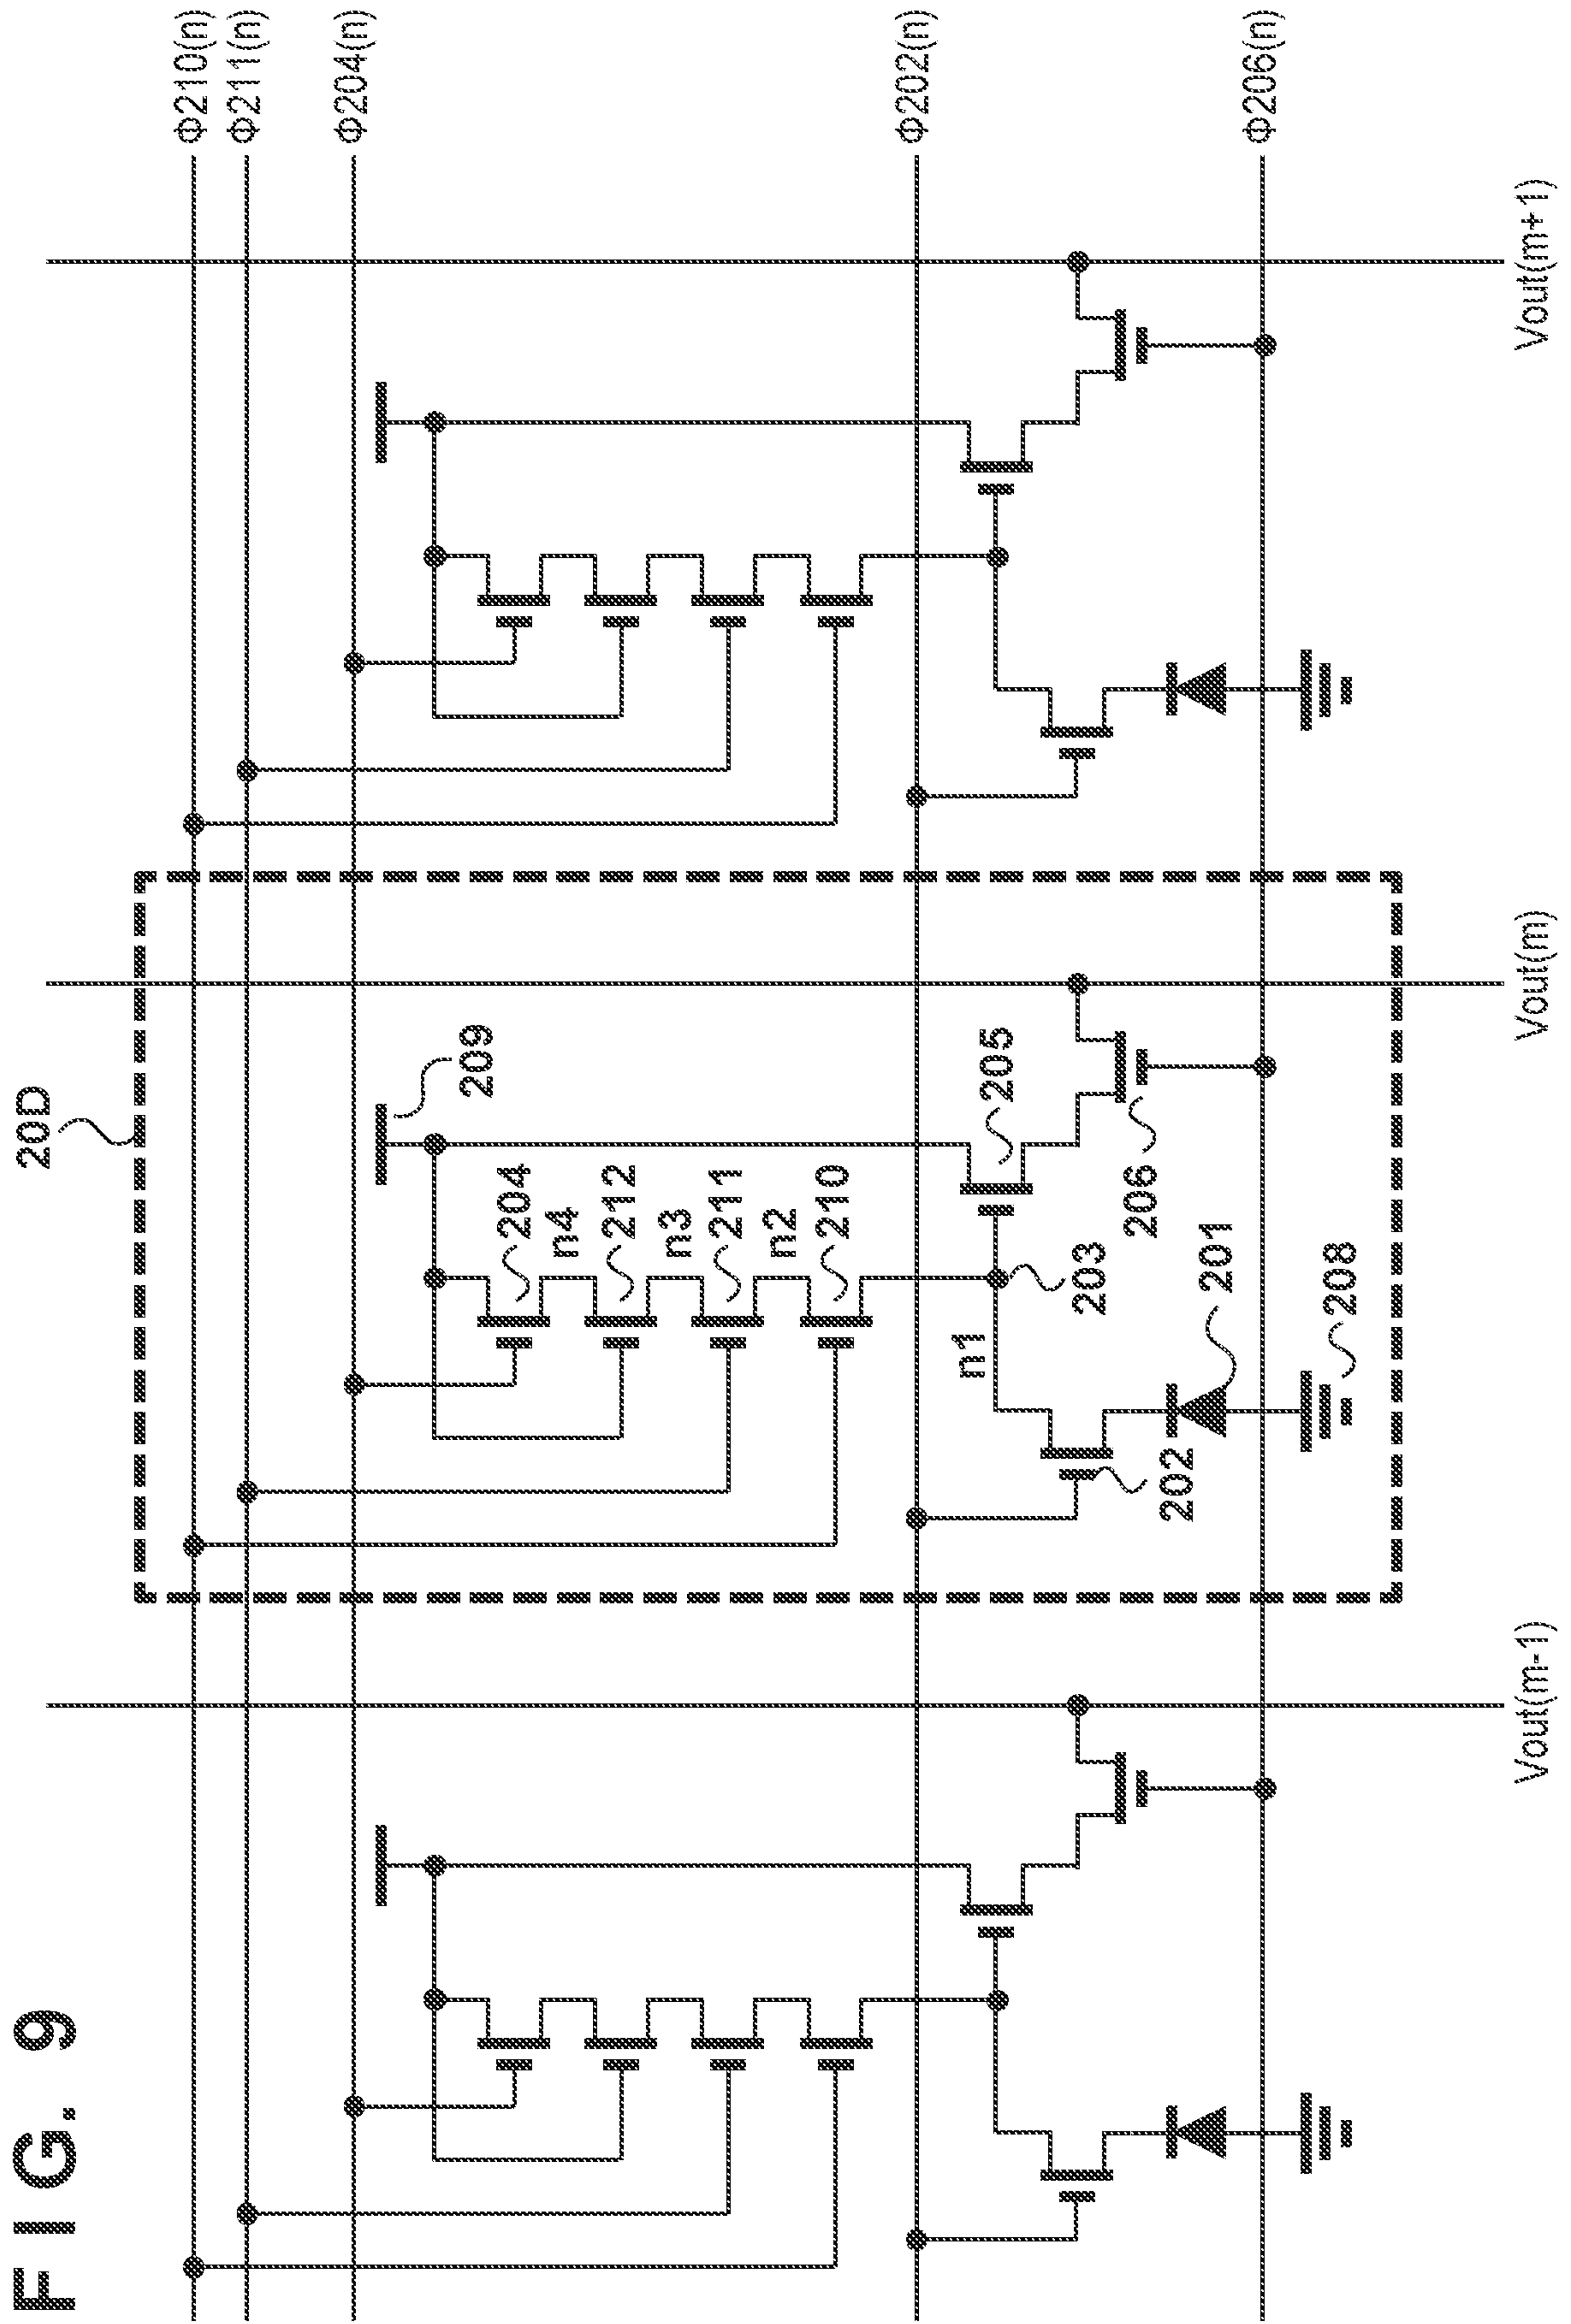 FIG. 9
20D
Φ210(n)
Φ211(n)
Φ204(n)
209
204
n4
212
n3
211
n2
210
Φ202(n)
n1
203
205
202
201
206
Φ206(n)
208
Vout(m-1)
Vout(m)
Vout(m+1)